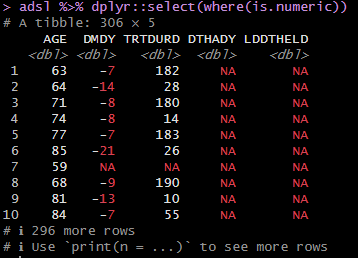 > adsl %>% dplyr::select(where(is.numeric))
# A tibble: 306 × 5
AGE DMDY TRTDURD DTHADY LDDTHELD
<dbl> <dbl> <dbl> <dbl> <dbl>
1 63 -7 182 NA NA
2 64 -14 28 NA NA
3 71 -8 180 NA NA
4 74 -8 14 NA NA
5 77 -7 183 NA NA
6 85 -21 26 NA NA
7 59 NA NA NA NA
8 68 -9 190 NA NA
9 81 -13 10 NA NA
10 84 -7 55 NA NA
# ℹ 296 more rows
# ℹ Use `print(n = ...)` to see more rows